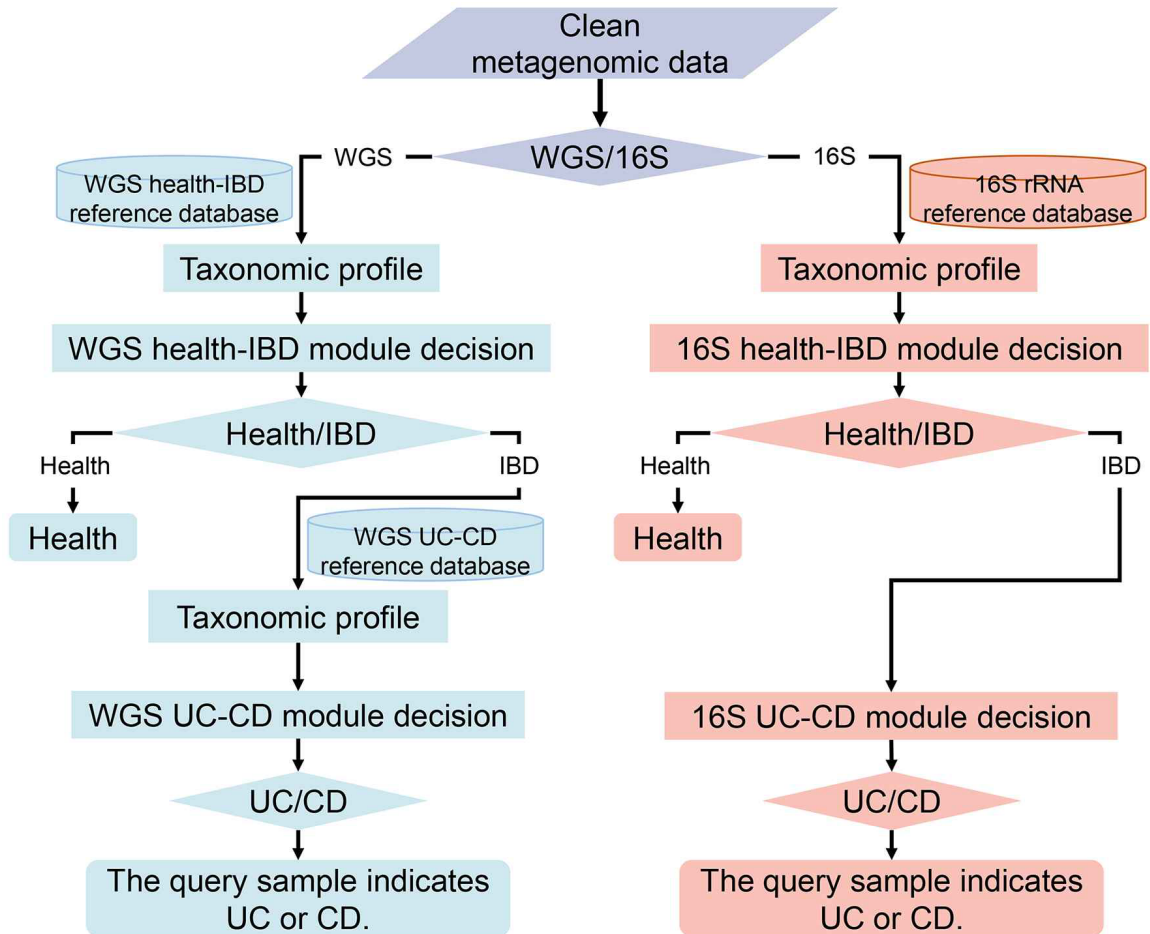 Clean
metagenomic data
WGS
WGS/16S
16S
WGS health-IBD
reference database
16S rRNA
reference database
Taxonomic profile
Taxonomic profile
WGS health-IBD module decision
16S health-IBD module decision
Health/IBD
Health/IBD
Health
IBD
Health
IBD
Health
Health
WGS UC-CD
reference database
Taxonomic profile
WGS UC-CD module decision
16S UC-CD module decision
UC/CD
UC/CD
The query sample indicates
UC or CD.
The query sample indicates
UC or CD.